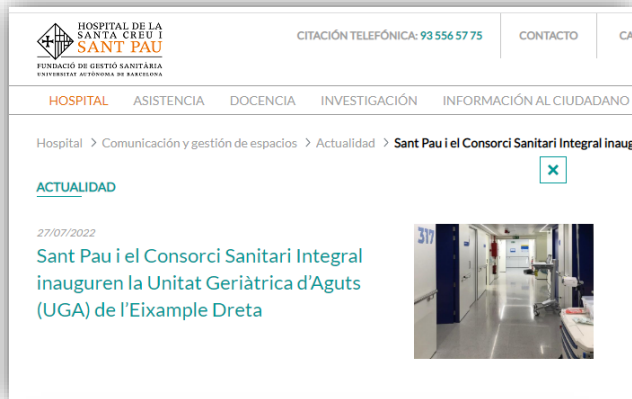 HOSPITAL DE LA
SANTA CREU I
SANT PAU
FUNDACIÓ DE GESTIÓ SANITÀRIA
UNIVERSITAT AUTÒNOMA DE BARCELONA
CITACIÓN TELEFÓNICA: 93 556 57 75
CONTACTO
CA
HOSPITAL ASISTENCIA DOCENCIA INVESTIGACIÓN INFORMACIÓN AL CIUDADANO
Hospital > Comunicación y gestión de espacios > Actualidad > Sant Pau i el Consorci Sanitari Integral inaug
ACTUALIDAD
27/07/2022
Sant Pau i el Consorci Sanitari Integral
inauguren la Unitat Geriàtrica d'Aguts
(UGA) de l'Eixample Dreta
317